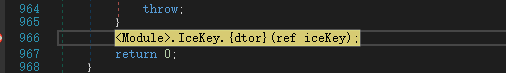 964 throw;
965 }
966 <Module>.IceKey.{dtor}(ref iceKey);
967 return 0;
968 }